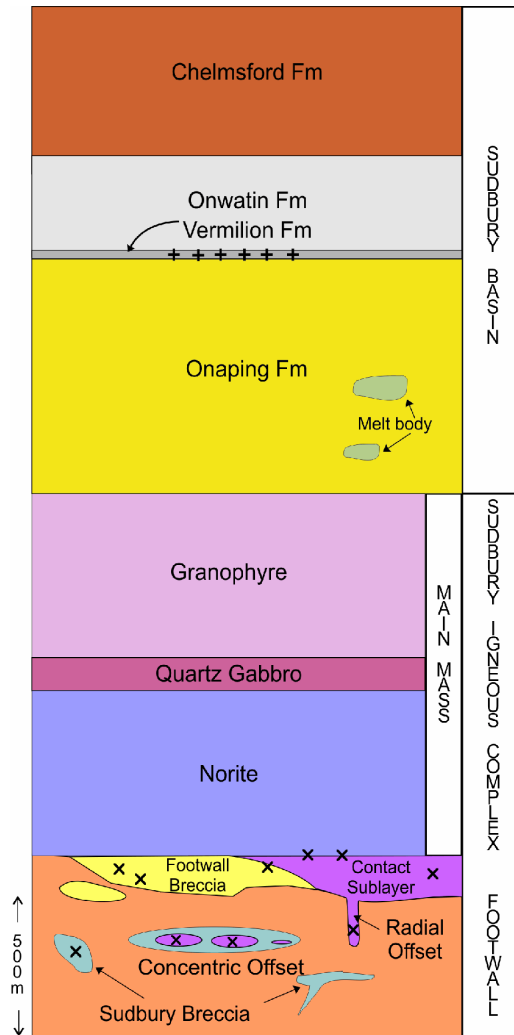 Chelmsford Fm
Onwatin Fm
Vermilion Fm
Onaping Fm
Melt body
SUDBURY BASIN
Granophyre
Quartz Gabbro
Norite
MAIN MASS
SUDBURY IGNEOUS COMPLEX
Footwall
Breccia
Contact
Sublayer
Radial
Offset
Concentric Offset
Sudbury Breccia
FOOTWALL
500m